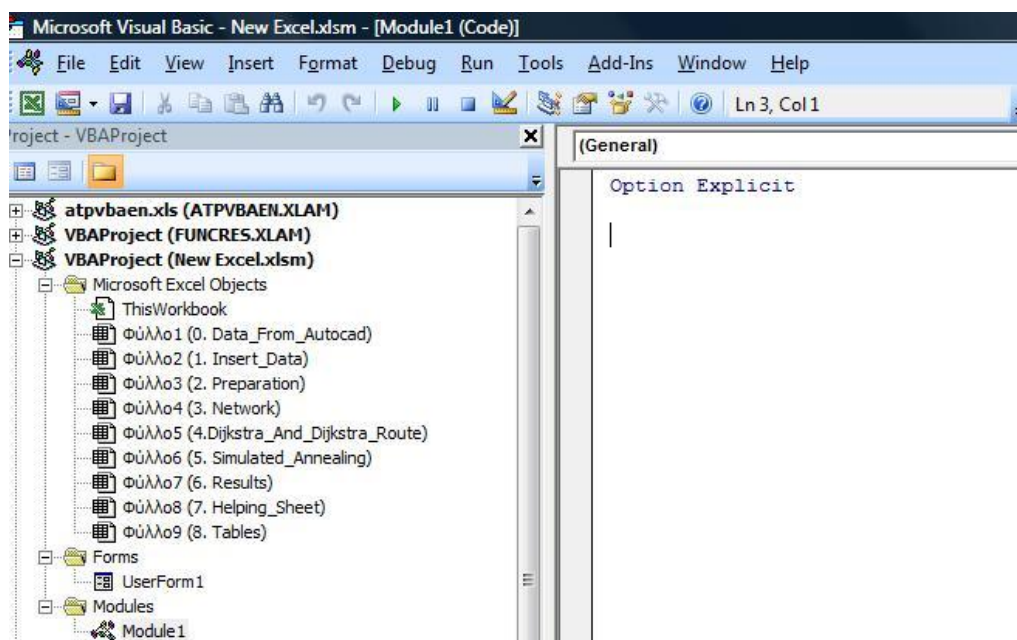 Microsoft Visual Basic - New Excel.xlsm - [Module1 (Code)]
File Edit View Insert Format Debug Run Tools Add-Ins Window Help
Ln 3, Col 1
Project - VBAProject
(General)
Option Explicit
atpvbaen.xls (ATPVBAEN.XLAM)
VBAProject (FUNCRES.XLAM)
VBAProject (New Excel.xlsm)
Microsoft Excel Objects
ThisWorkbook
Φύλλο1 (0. Data_From_Autocad)
Φύλλο2 (1. Insert_Data)
Φύλλο3 (2. Preparation)
Φύλλο4 (3. Network)
Φύλλο5 (4.Dijkstra_And_Dijkstra_Route)
Φύλλο6 (5. Simulated_Annealing)
Φύλλο7 (6. Results)
Φύλλο8 (7. Helping_Sheet)
Φύλλο9 (8. Tables)
Forms
UserForm1
Modules
Module1